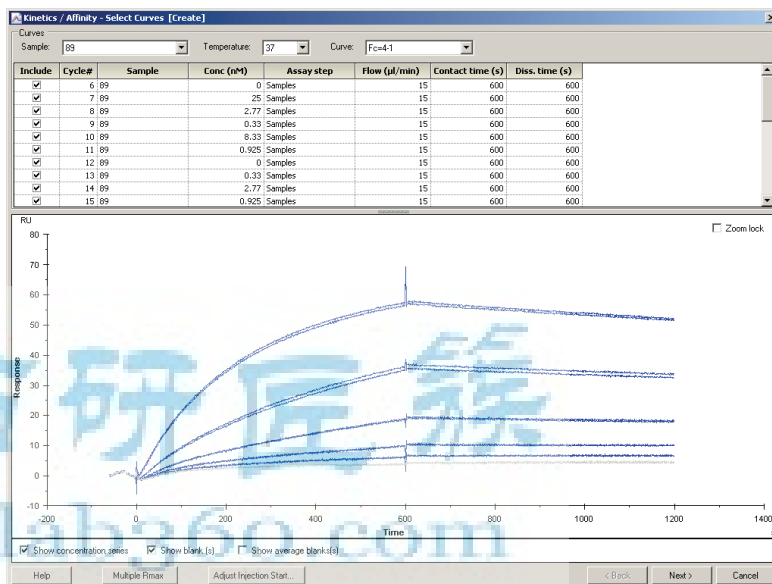 Kinetics / Affinity - Select Curves [Create]
Curves
Sample: 89 Temperature: 37 Curve: Fc=4-1
Include Cycle# Sample Conc (nM) Assay step Flow (µl/min) Contact time (s) Diss. time (s)
6 89 0 Samples 15 600 600
7 89 25 Samples 15 600 600
8 89 2.77 Samples 15 600 600
9 89 0.33 Samples 15 600 600
10 89 8.33 Samples 15 600 600
11 89 0.925 Samples 15 600 600
12 89 0 Samples 15 600 600
13 89 0.33 Samples 15 600 600
14 89 2.77 Samples 15 600 600
15 89 0.925 Samples 15 600 600
RU
Zoom lock
80
70
60
50
40
30
20
10
0
-10
Response
研匠族
-200 0 200 400 600 800 1000 1200 1400
Time
s
lab360.com
Show concentration series Show blank (s) Show average blanks(s)
Help Multiple Rmax Adjust Injection Start... < Back Next > Cancel